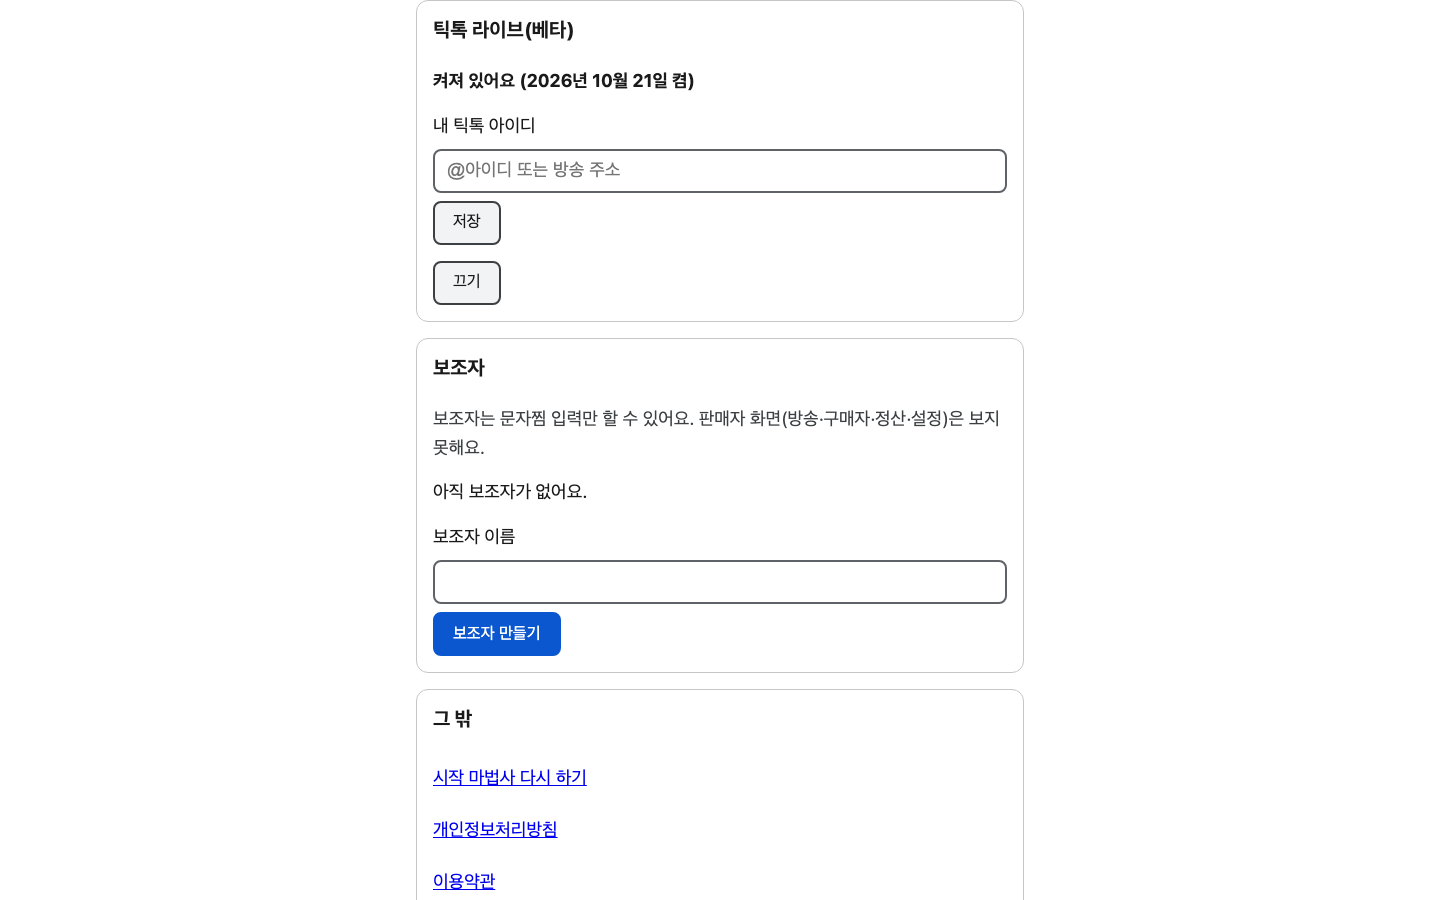 틱톡 라이브(베타)
켜져 있어요 (2026년 10월 21일 켬)
내 틱톡 아이디
@아이디 또는 방송 주소
저장
끄기
보조자
보조자는 문자찜 입력만 할 수 있어요. 판매자 화면(방송·구매자·정산·설정)은 보지
못해요.
아직 보조자가 없어요.
보조자 이름
보조자 만들기
그 밖
시작 마법사 다시 하기
개인정보처리방침
이용약관